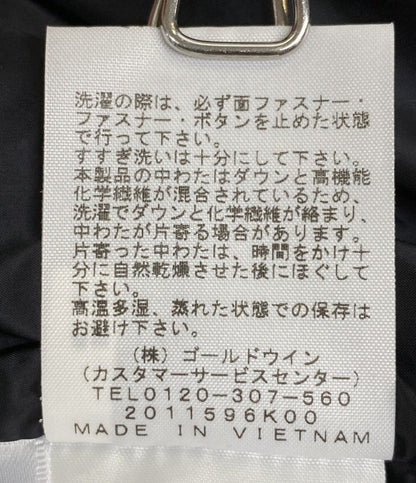 洗濯の際は、必ず面ファスナー・
ファスナー・ボタンを止めた状態
で行って下さい。
すすぎ洗いは十分にして下さい。
本製品の中わたはダウンと高機能
化学繊維が混合されているため、
洗濯でダウンと化学繊維が絡まり、
中わたが片寄る場合があります。
片寄った中わたは、時間をかけ十
分に自然乾燥させた後にほぐして
下さい。
高温多湿、蒸れた状態での保存は
お避け下さい。
(株)ゴールドウイン
(カスタマーサービスセンター)
TEL0120-307-560
2011596K00
MADE IN VIETNAM